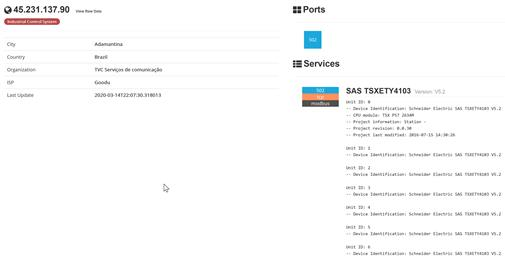 45.231.137.90 View Raw Data
Industrial Control System
City Adamantina
Country Brazil
Organization TVC Serviços de comunicação
ISP Goodu
Last Update 2020-03-14T22:07:30.318013
Ports
502
Services
502
tcp
modbus
SAS TSXETY4103 Version: V5.2
Unit ID: 0
-- Device Identification: Schneider Electric SAS TSXETY4103 V5.2
-- CPU module: TSX P57 2634M
-- Project information: Station -
-- Project revision: 0.0.30
-- Project last modified: 2016-07-15 14:30:26
Unit ID: 1
-- Device Identification: Schneider Electric SAS TSXETY4103 V5.2
Unit ID: 2
-- Device Identification: Schneider Electric SAS TSXETY4103 V5.2
Unit ID: 3
-- Device Identification: Schneider Electric SAS TSXETY4103 V5.2
Unit ID: 4
-- Device Identification: Schneider Electric SAS TSXETY4103 V5.2
Unit ID: 5
-- Device Identification: Schneider Electric SAS TSXETY4103 V5.2
Unit ID: 6
-- Device Identification: Schneider Electric SAS TSXETY4103 V5.2